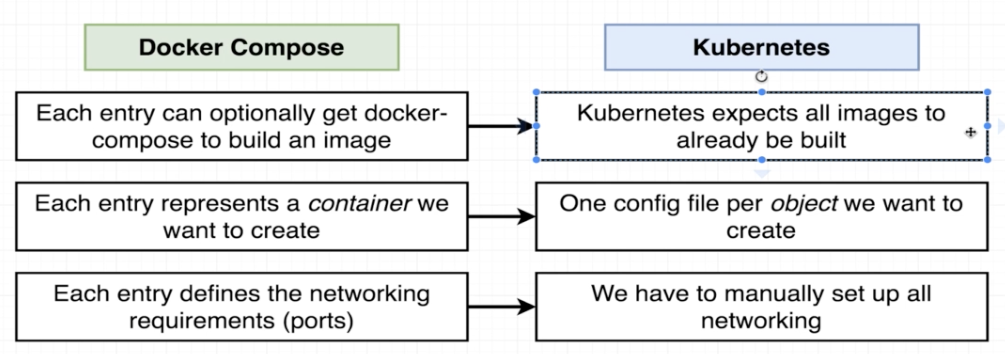 Docker Compose
Kubernetes
Each entry can optionally get docker-
compose to build an image
Kubernetes expects all images to
already be built
Each entry represents a container we
want to create
One config file per object we want to
create
Each entry defines the networking
requirements (ports)
We have to manually set up all
networking